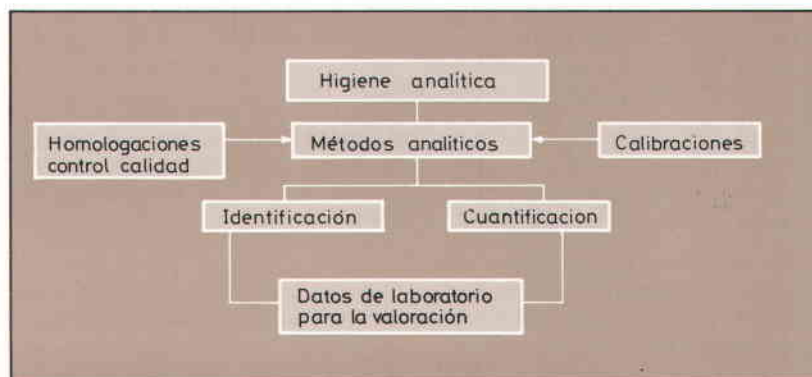 Higiene analítica
Homologaciones
control calidad
Métodos analíticos
Calibraciones
Identificación
Cuantificacion
Datos de laboratorio
para la valoración